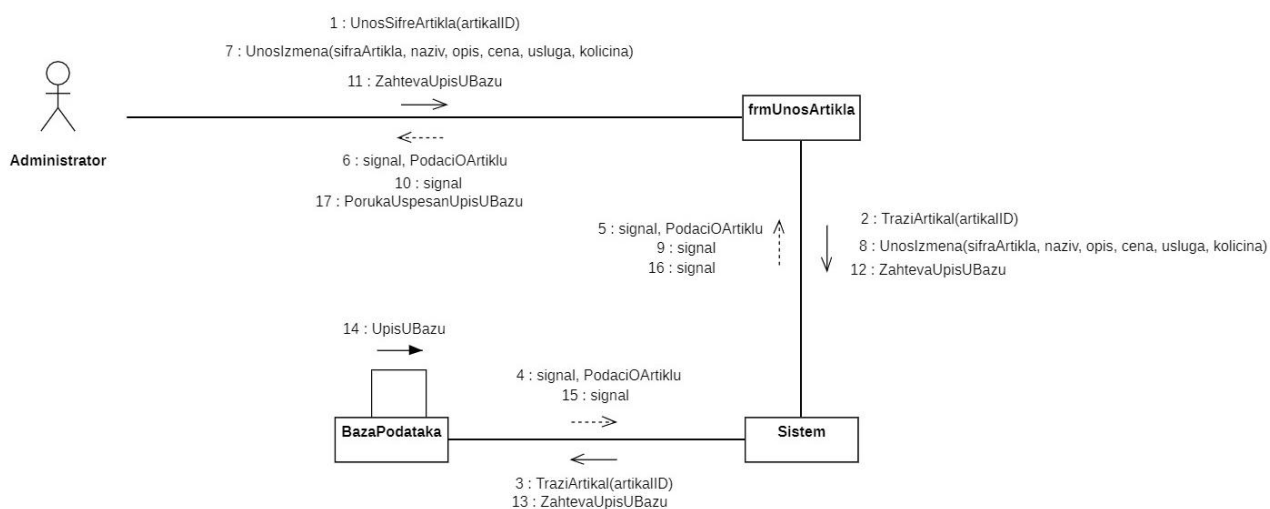 1 : UnosSifreArtikla(artikalID)
7 : UnosIzmena(sifraArtikla, naziv, opis, cena, usluga, kolicina)
11 : ZahtevaUpisUBazu
frmUnosArtikla
Administrator
6 : signal, PodaciOArtiklu
10 : signal
17 : PorukaUspesanUpisUBazu
5 : signal, PodaciOArtiklu
9 : signal
16 : signal
2 : TraziArtikal(artikalID)
8 : UnosIzmena(sifraArtikla, naziv, opis, cena, usluga, kolicina)
12 : ZahtevaUpisUBazu
14 : UpisUBazu
4 : signal, PodaciOArtiklu
15 : signal
BazaPodataka
Sistem
3 : TraziArtikal(artikalID)
13 : ZahtevaUpisUBazu